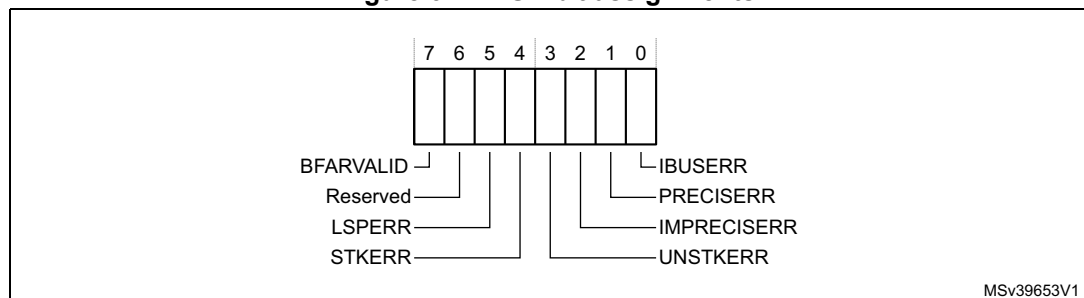 7 6 5 4 3 2 1 0
BFARVALID IBUSERR
Reserved PRECISERR
LSPERR IMPRECISERR
STKERR UNSTKERR
MSv39653V1